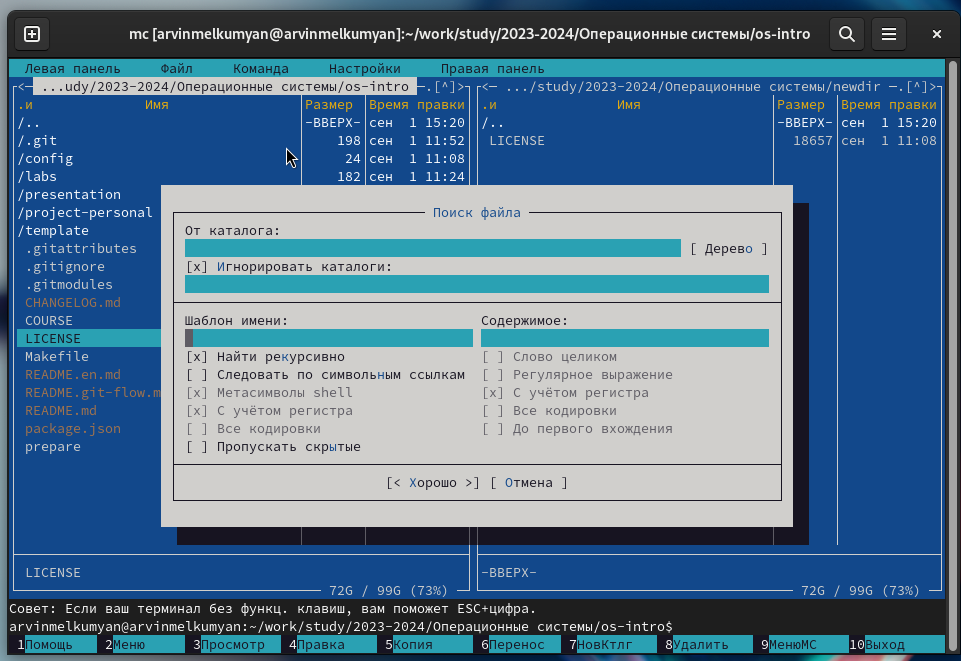 mc [arvinmelkumyan@arvinmelkumyan]:~/work/study/2023-2024/Операционные системы/os-intro
Левая панель Файл Команда Настройки Правая панель
<─ ...udy/2023-2024/Операционные системы/os-intro ─.[^]> <─ .../study/2023-2024/Операционные системы/newdir ─.[^]>
.и Имя Размер Время правки .и Имя Размер Время правки
/.. -ВВЕРХ- сен 1 15:20 /.. -ВВЕРХ- сен 1 15:20
/.git 198 сен 1 11:52 LICENSE 18657 сен 1 11:08
/config 24 сен 1 11:08
/labs 182 сен 1 11:24
/presentation
/project-personal
/template
.gitattributes
.gitignore
.gitmodules
CHANGELOG.md
COURSE
LICENSE
Makefile
README.en.md
README.git-flow.m
README.md
package.json
prepare
Поиск файла
От каталога:
[ Дерево ]
[x] Игнорировать каталоги:
Шаблон имени: Содержимое:
[x] Найти рекурсивно [ ] Слово целиком
[ ] Следовать по символьным ссылкам [ ] Регулярное выражение
[x] Метасимволы shell [x] С учётом регистра
[x] С учётом регистра [ ] Все кодировки
[ ] Все кодировки [ ] До первого вхождения
[ ] Пропускать скрытые
[< Хорошо >] [ Отмена ]
LICENSE -ВВЕРХ-
72G / 99G (73%) 72G / 99G (73%)
Совет: Если ваш терминал без функц. клавиш, вам поможет ESC+цифра.
arvinmelkumyan@arvinmelkumyan:~/work/study/2023-2024/Операционные системы/os-intro$
1Помощь 2Меню 3Просмотр 4Правка 5Копия 6Перенос 7НовКтлг 8Удалить 9МенюМС 10Выход